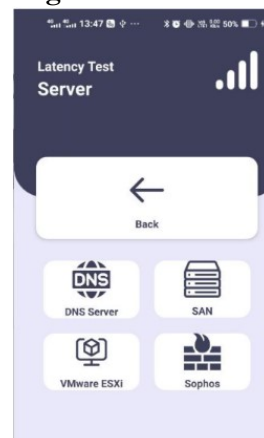 13:47
50%
Latency Test
Server
Back
DNS
DNS Server
SAN
VMware ESXi
Sophos